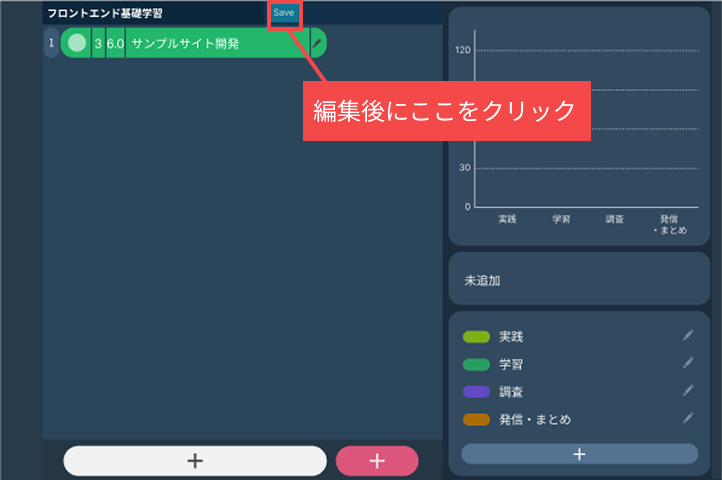 フロントエンド基礎学習
Save
1 3 6.0 サンプルサイト開発
編集後にここをクリック
120
30
0
実践 学習 調査 発信
・まとめ
未追加
実践
学習
調査
発信・まとめ